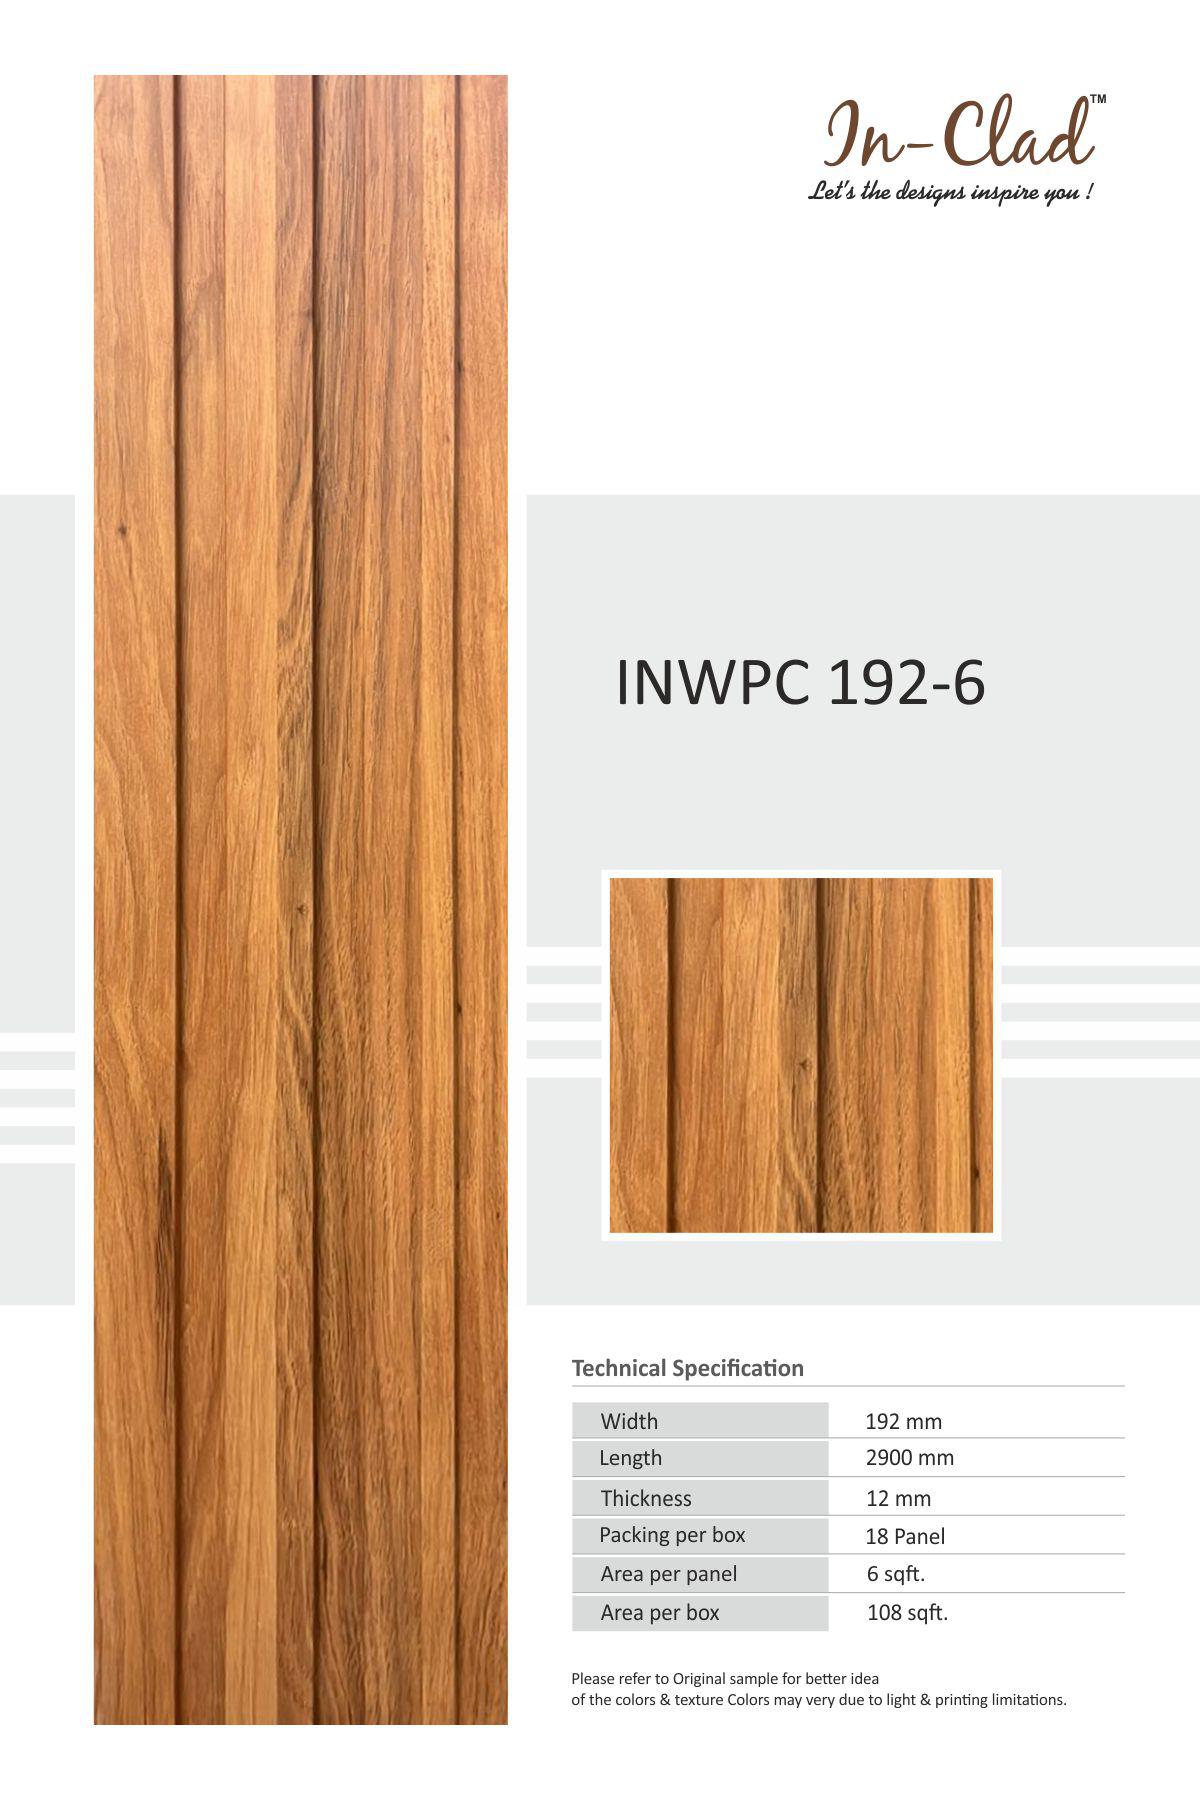 In-Clad™
Let's the designs inspire you !
INWPC 192-6
Technical Specification
Width 192 mm
Length 2900 mm
Thickness 12 mm
Packing per box 18 Panel
Area per panel 6 sqft.
Area per box 108 sqft.
Please refer to Original sample for better idea
of the colors & texture Colors may very due to light & printing limitations.